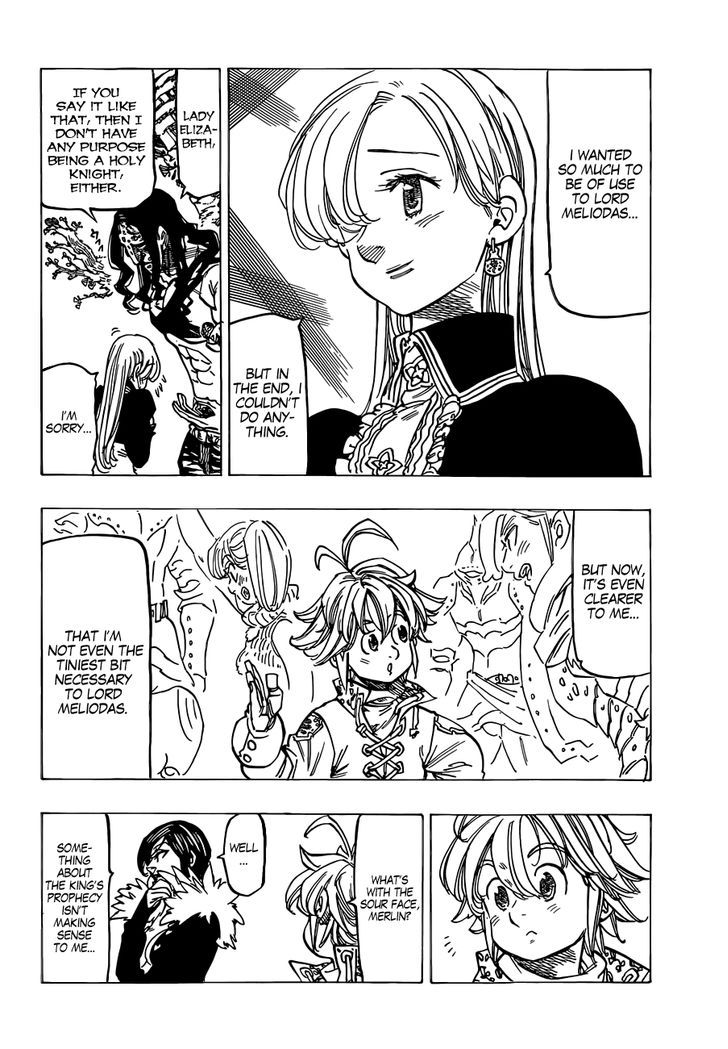 I WANTED
SO MUCH TO
BE OF USE
TO LORD
MELIODAS...
BUT IN
THE END, I
COULDN'T
DO ANY-
THING.
LADY
ELIZA-
BETH,
IF YOU
SAY IT LIKE
THAT, THEN I
DON'T HAVE
ANY PURPOSE
BEING A HOLY
KNIGHT,
EITHER.
I'M
SORRY...
BUT NOW,
IT'S EVEN
CLEARER
TO ME...
THAT I'M
NOT EVEN THE
TINIEST BIT
NECESSARY
TO LORD
MELIODAS.
WHAT'S
WITH THE
SOUR FACE,
MERLIN?
WELL
...
SOME-
THING
ABOUT
THE KING'S
PROPHECY
ISN'T
MAKING
SENSE
TO ME...